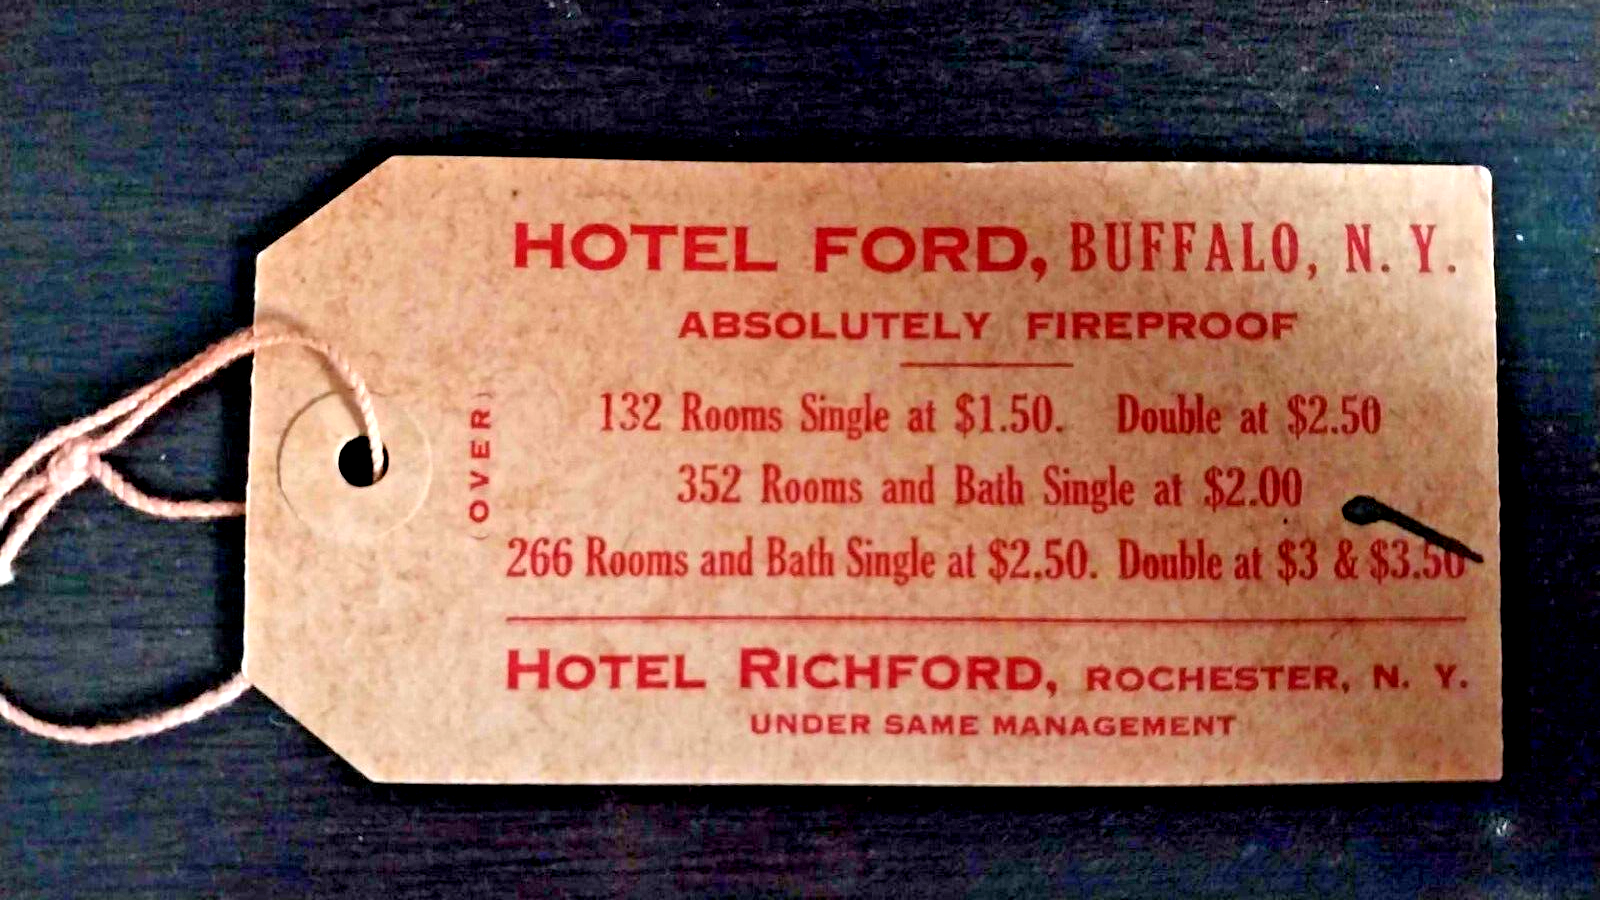 HOTEL FORD, BUFFALO, N. Y.
ABSOLUTELY FIREPROOF
132 Rooms Single at $1.50. Double at $2.50
352 Rooms and Bath Single at $2.00
266 Rooms and Bath Single at $2.50. Double at $3 & $3.50
HOTEL RICHFORD, ROCHESTER, N. Y.
UNDER SAME MANAGEMENT
(OVER)